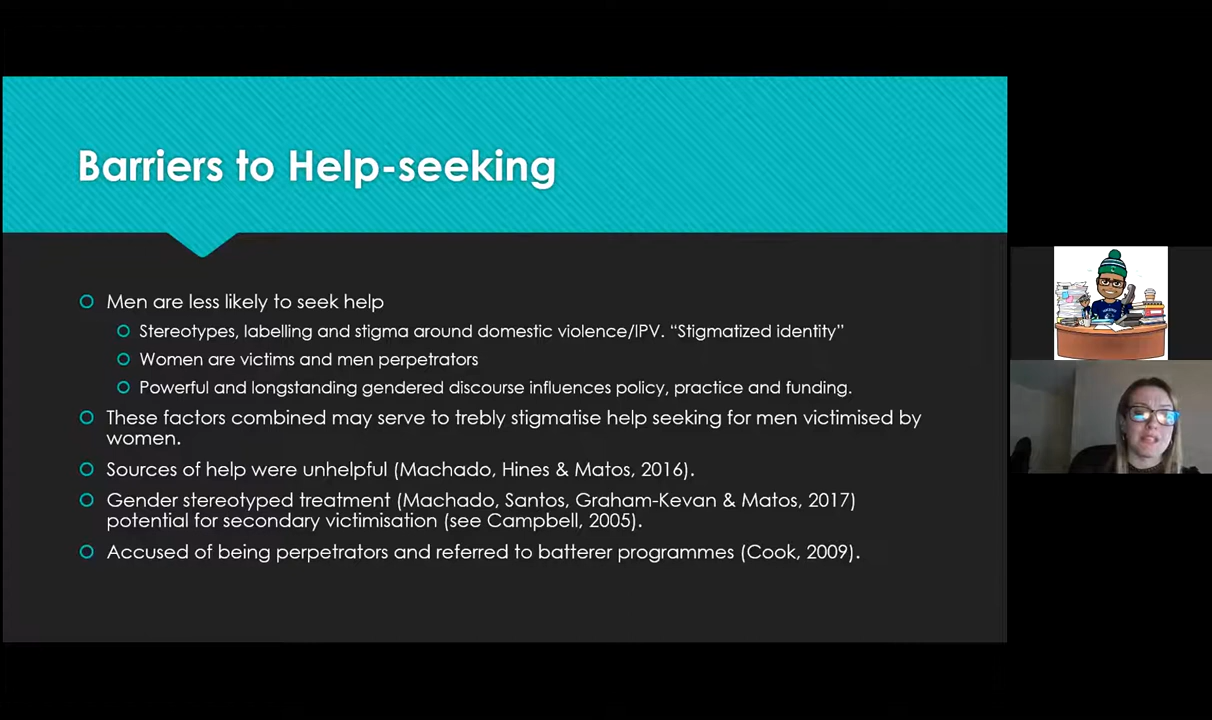 Barriers to Help-seeking
Men are less likely to seek help
Stereotypes, labelling and stigma around domestic violence/IPV. “Stigmatized identity”
Women are victims and men perpetrators
Powerful and longstanding gendered discourse influences policy, practice and funding.
These factors combined may serve to trebly stigmatise help seeking for men victimised by
women.
Sources of help were unhelpful (Machado, Hines & Matos, 2016).
Gender stereotyped treatment (Machado, Santos, Graham-Kevan & Matos, 2017)
potential for secondary victimisation (see Campbell, 2005).
Accused of being perpetrators and referred to batterer programmes (Cook, 2009).